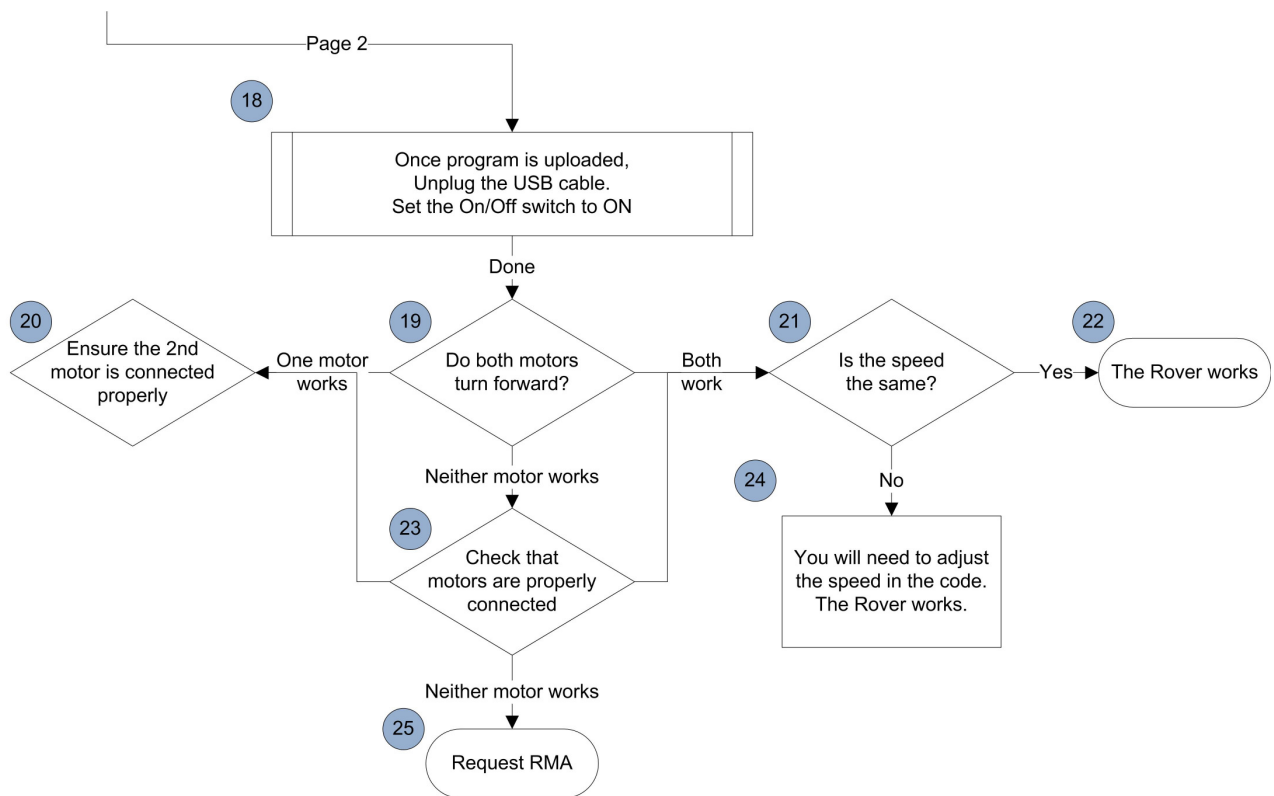 Page 2
18
Once program is uploaded,
Unplug the USB cable.
Set the On/Off switch to ON
Done
20
Ensure the 2nd
motor is connected
properly
One motor
works
19
Do both motors
turn forward?
Both
work
21
Is the speed
the same?
Yes
22
The Rover works
Neither motor works
24
No
23
Check that
motors are properly
connected
You will need to adjust
the speed in the code.
The Rover works.
Neither motor works
25
Request RMA